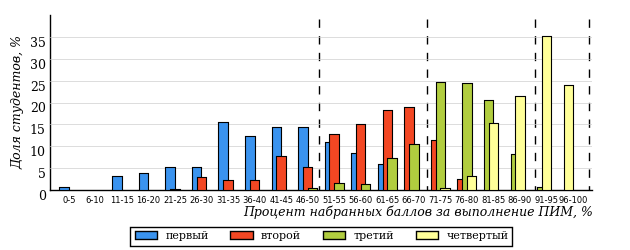 Доля студентов, %
35
30
25
20
15
10
5
0
0-5 6-10 11-15 16-20 21-25 26-30 31-35 36-40 41-45 46-50 51-55 56-60 61-65 66-70 71-75 76-80 81-85 86-90 91-95 96-100
Процент набранных баллов за выполнение ПИМ, %
первый второй третий четвертый